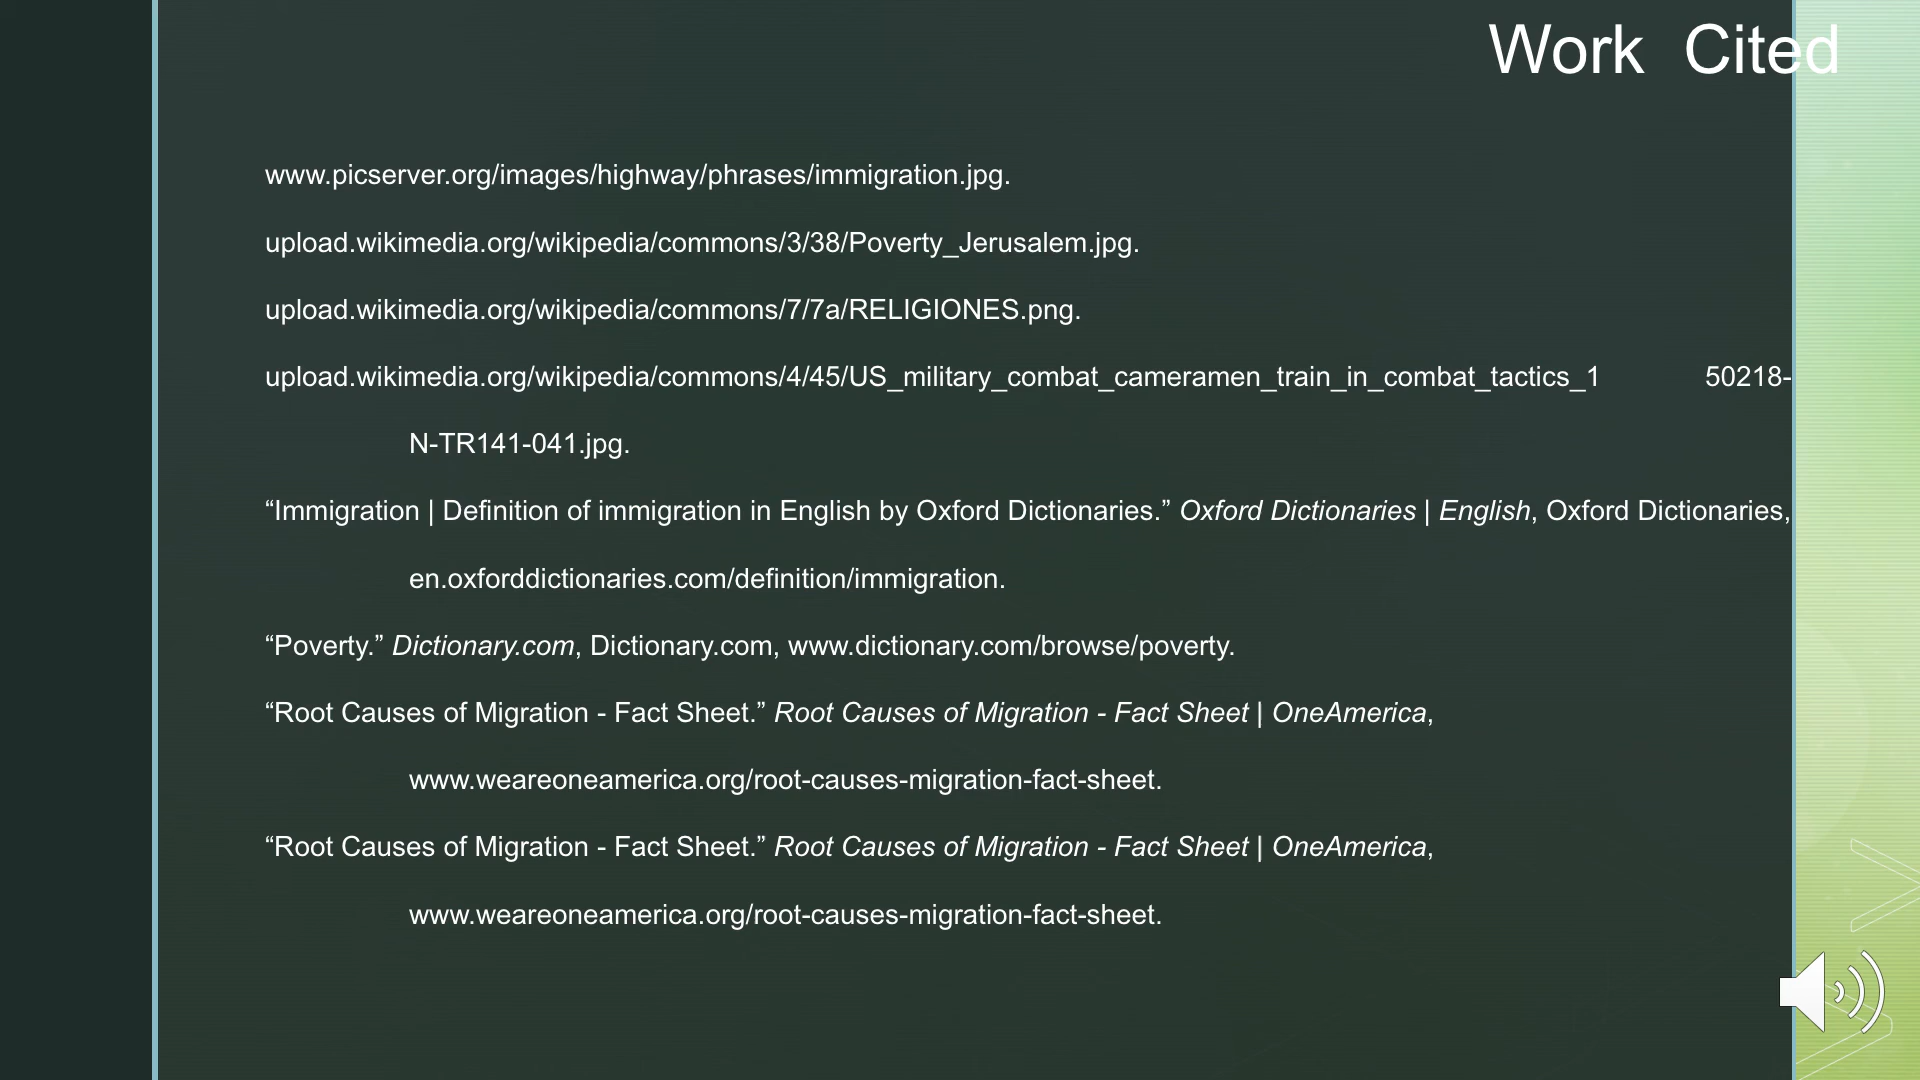 Work Cited
www.picserver.org/images/highway/phrases/immigration.jpg.
upload.wikimedia.org/wikipedia/commons/3/38/Poverty_Jerusalem.jpg.
upload.wikimedia.org/wikipedia/commons/7/7a/RELIGIONES.png.
upload.wikimedia.org/wikipedia/commons/4/45/US_military_combat_cameramen_train_in_combat_tactics_1 50218-
N-TR141-041.jpg.
“Immigration | Definition of immigration in English by Oxford Dictionaries.” Oxford Dictionaries | English, Oxford Dictionaries,
en.oxforddictionaries.com/definition/immigration.
“Poverty.” Dictionary.com, Dictionary.com, www.dictionary.com/browse/poverty.
“Root Causes of Migration - Fact Sheet.” Root Causes of Migration - Fact Sheet | OneAmerica,
www.weareoneamerica.org/root-causes-migration-fact-sheet.
“Root Causes of Migration - Fact Sheet.” Root Causes of Migration - Fact Sheet | OneAmerica,
www.weareoneamerica.org/root-causes-migration-fact-sheet.